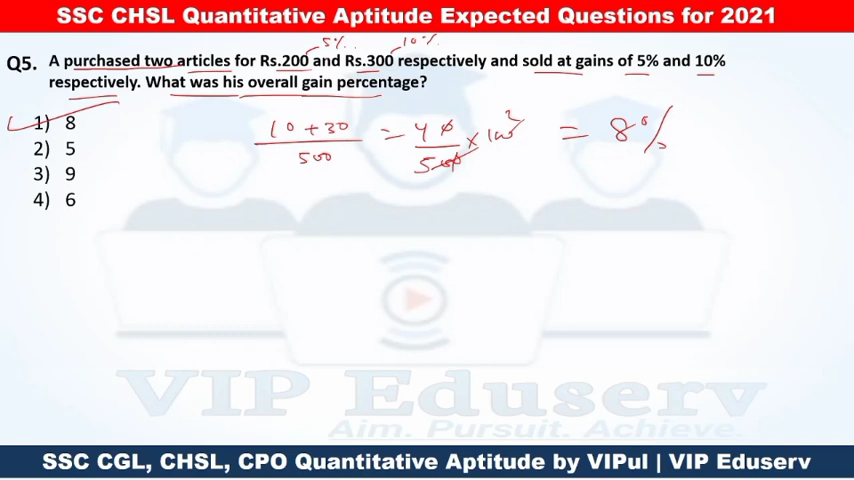 SSC CHSL Quantitative Aptitude Expected Questions for 2021
5% 10%
Q5. A purchased two articles for Rs.200 and Rs.300 respectively and sold at gains of 5% and 10%
respectively. What was his overall gain percentage?
1) 8
2) 5
3) 9
4) 6
10 + 30 / 500 = 40 / 500 × 100 2 = 8%
VIP Eduserv
Aim. Pursuit. Achieve
SSC CGL, CHSL, CPO Quantitative Aptitude by VIPul | VIP Eduserv